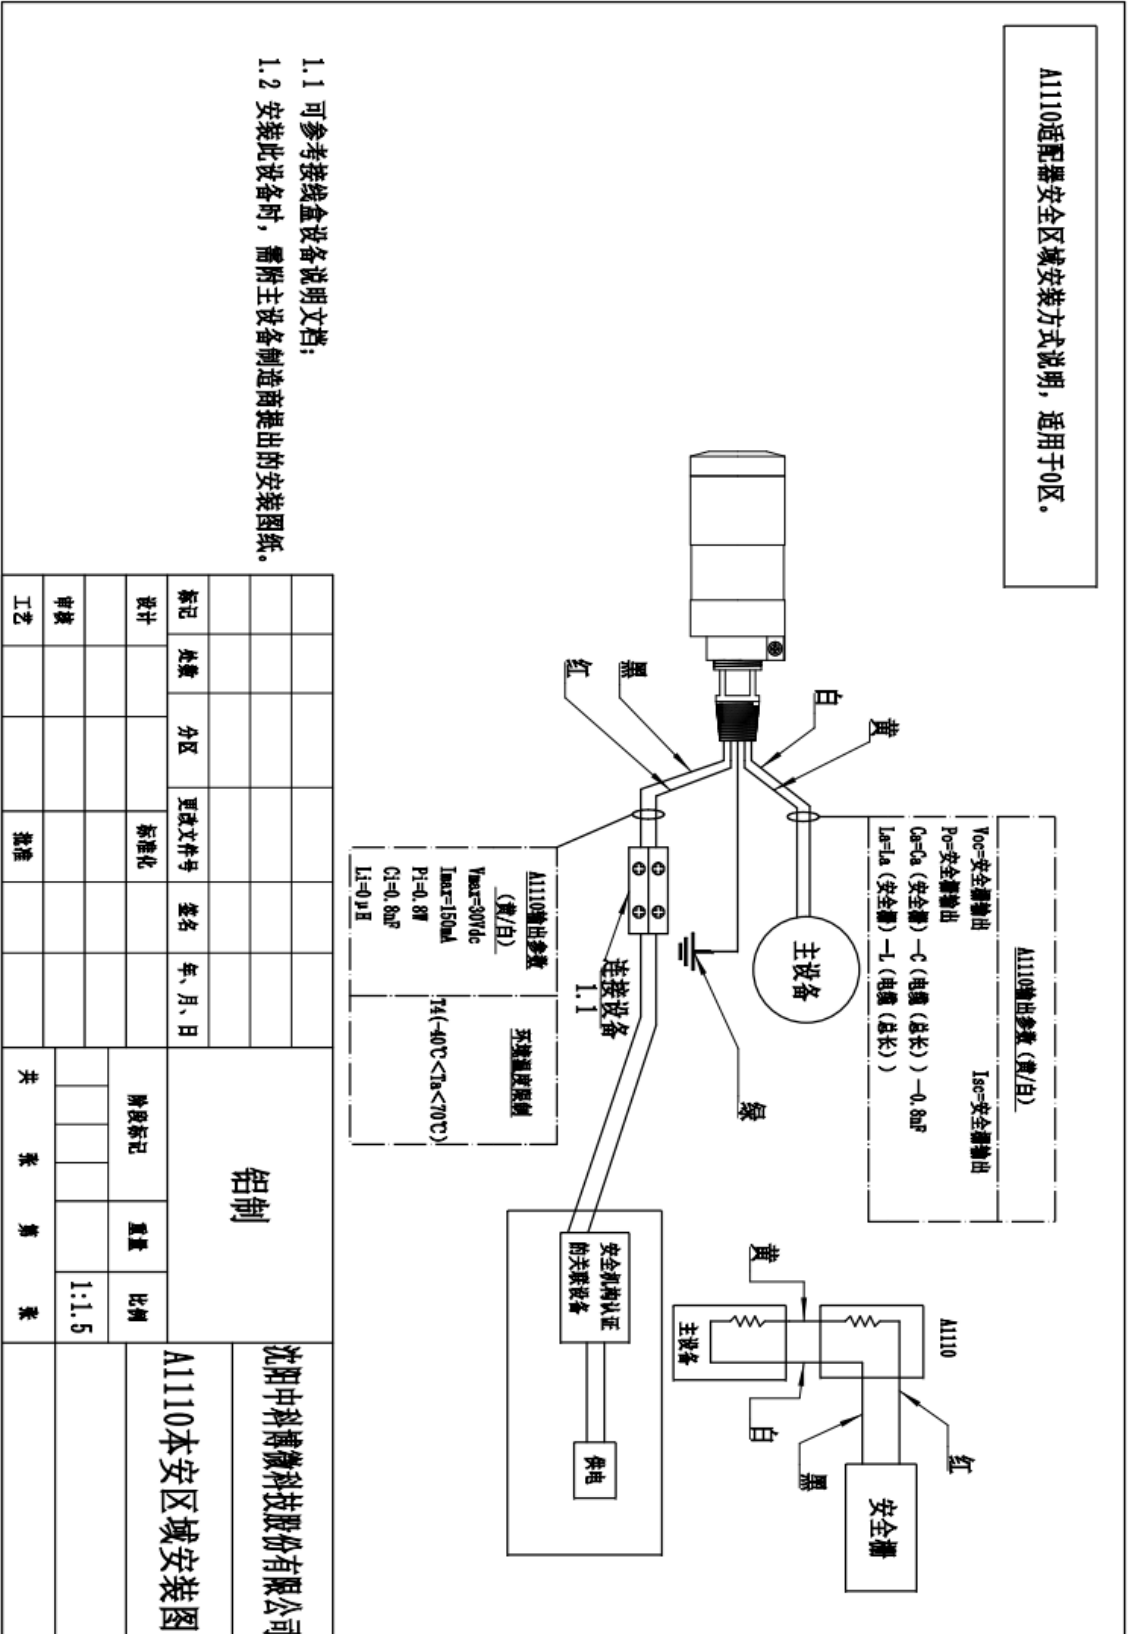 A1110适配器安全区域安装方式说明，适用于0区。
A1110输出参数（黄/白）
Voc=安全栅输出 Isc=安全栅输出
Po=安全栅输出
Ca=Ca（安全栅）—C（电缆（总长））—0.8nF
La=La（安全栅）—L（电缆（总长））
白
黄
黑
红
主设备
绿
连接设备
1.1
A1110输出参数
（黄/白）
Vmax=30Vdc
Imax=150mA
Pi=0.8W
Ci=0.8nF
Li=0μH
环境温度限制
T4(-40℃<Ta<70℃)
A1110
黄
主设备
白
红
黑
安全栅
安全机构认证
的关联设备
供电
1.1 可参考接线盒设备说明文档；
1.2 安装此设备时，需附主设备制造商提出的安装图纸。
标记 处数 分区 更改文件号 签名 年、月、日
设计 标准化
审核
工艺 批准
铝制
阶段标记 重量 比例
1:1.5
共 张 第 张
沈阳中科博微科技股份有限公司
A1110本安区域安装图